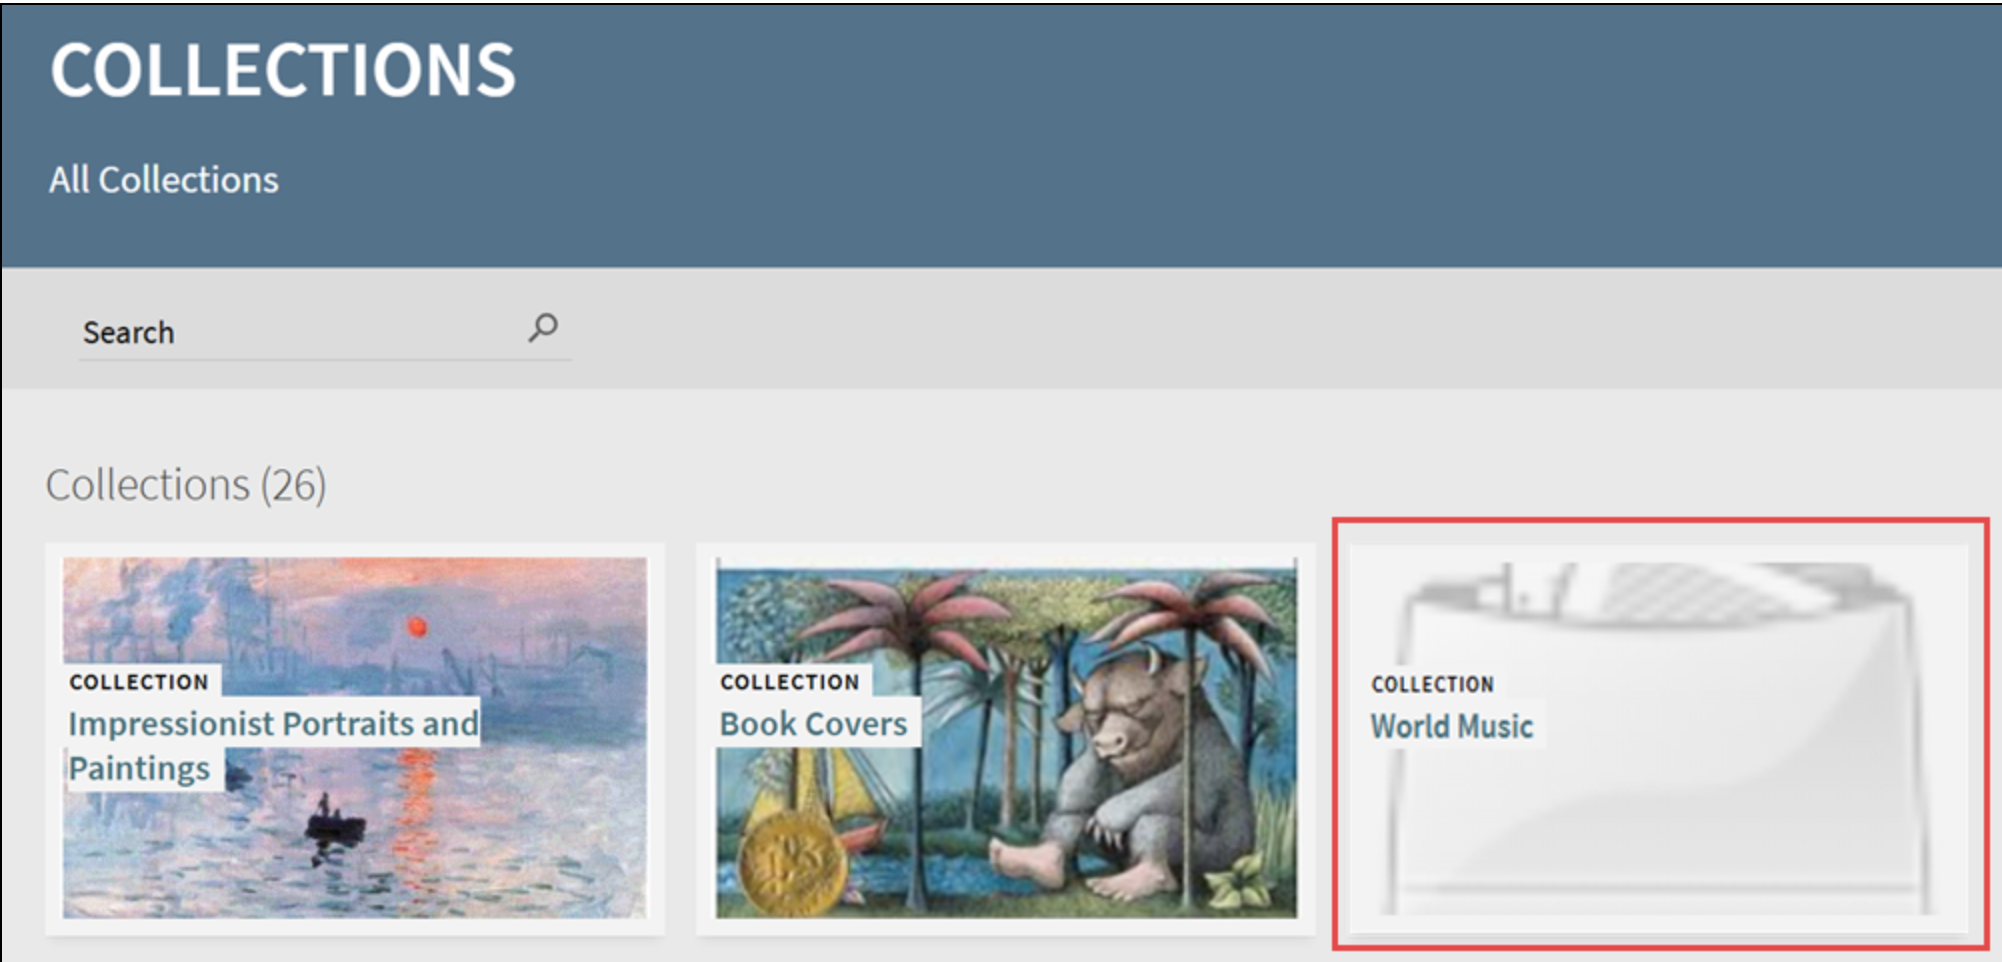 COLLECTIONS
All Collections
Search
Collections (26)
COLLECTION
Impressionist Portraits and
Paintings
COLLECTION
Book Covers
COLLECTION
World Music